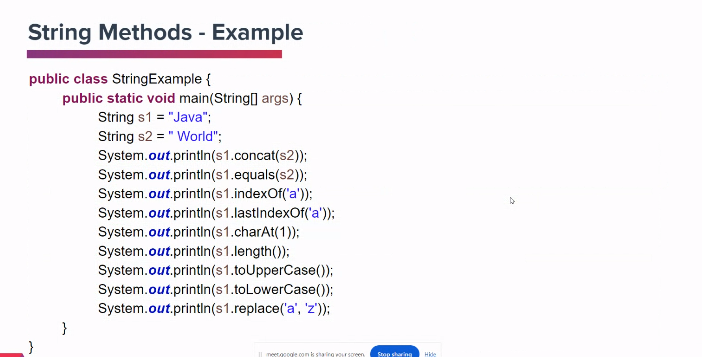 String Methods - Example
public class StringExample {
public static void main(String[] args) {
String s1 = "Java";
String s2 = " World";
System.out.println(s1.concat(s2));
System.out.println(s1.equals(s2));
System.out.println(s1.indexOf('a'));
System.out.println(s1.lastIndexOf('a'));
System.out.println(s1.charAt(1));
System.out.println(s1.length());
System.out.println(s1.toUpperCase());
System.out.println(s1.toLowerCase());
System.out.println(s1.replace('a', 'z'));
}
}
meet.google.com is sharing your screen. Stop sharing Hide